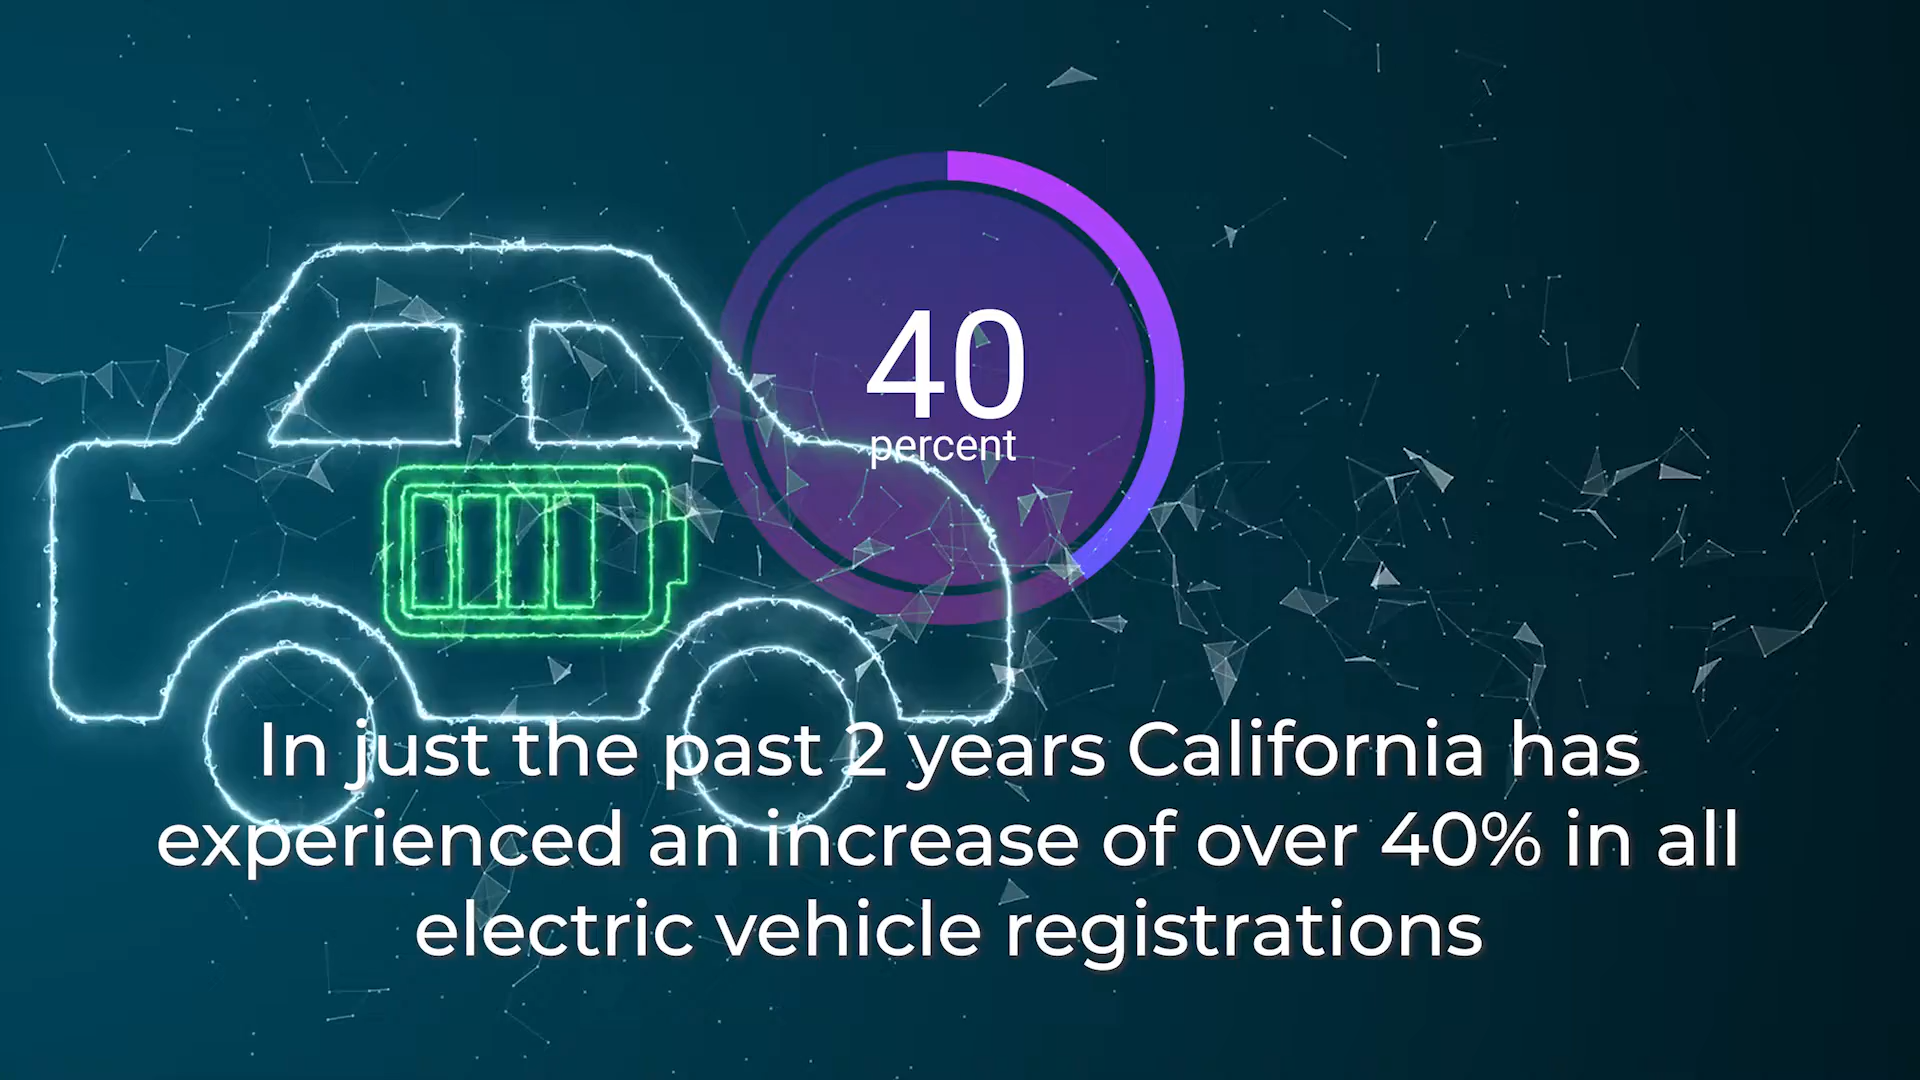 40
percent
In just the past 2 years California has
experienced an increase of over 40% in all
electric vehicle registrations